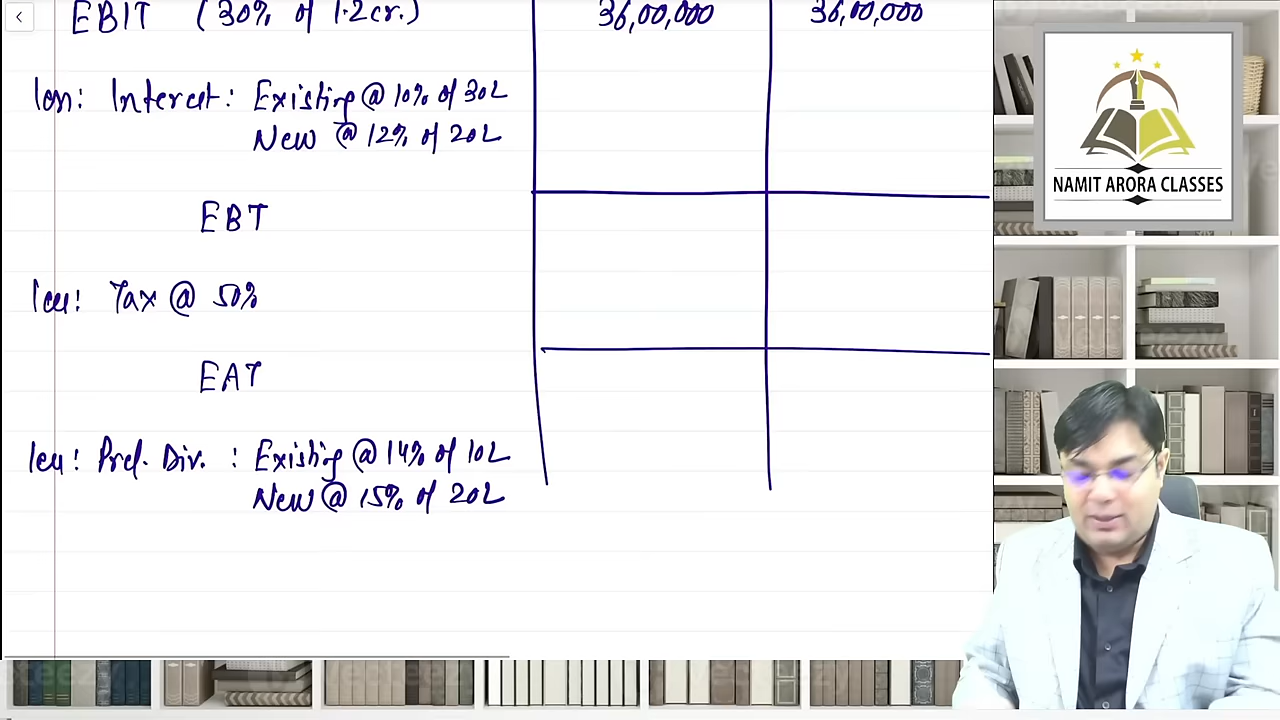 EBIT (30% of 1.2cr.) 36,00,000 36,00,000
Less: Interest: Existing @ 10% of 30L
New @ 12% of 20L
EBT
Less: Tax @ 50%
EAT
Less: Pref. Div. : Existing @ 14% of 10L
New @ 15% of 20L
NAMIT ARORA CLASSES